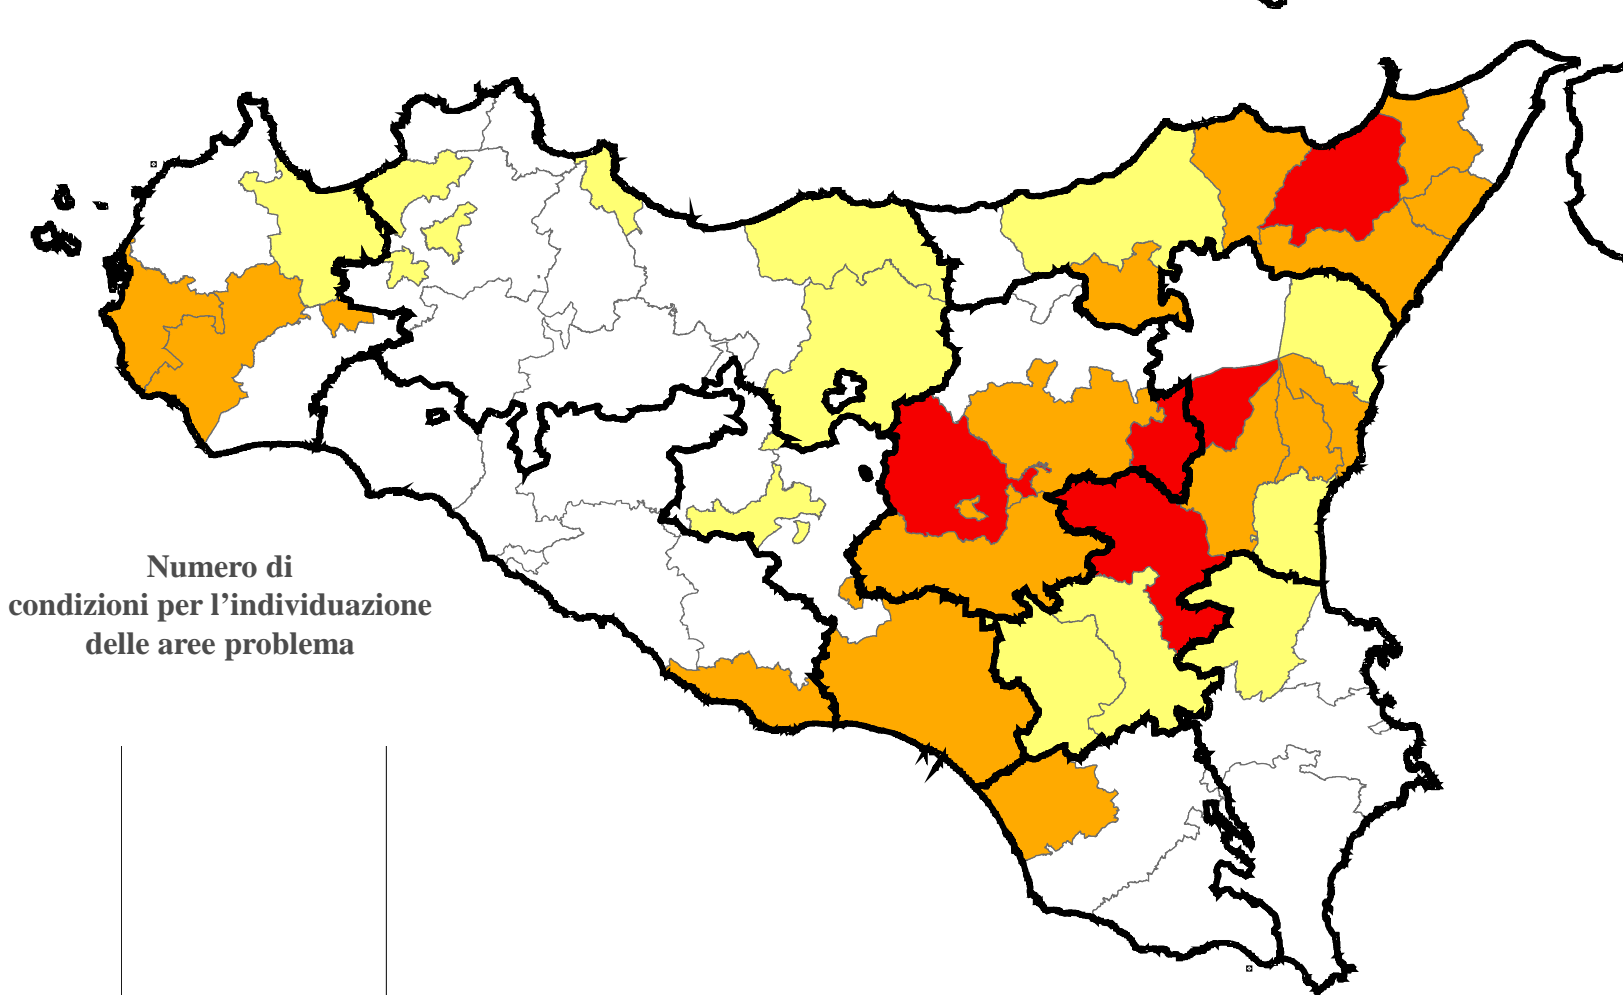 Numero di
condizioni per l’individuazione
delle aree problema